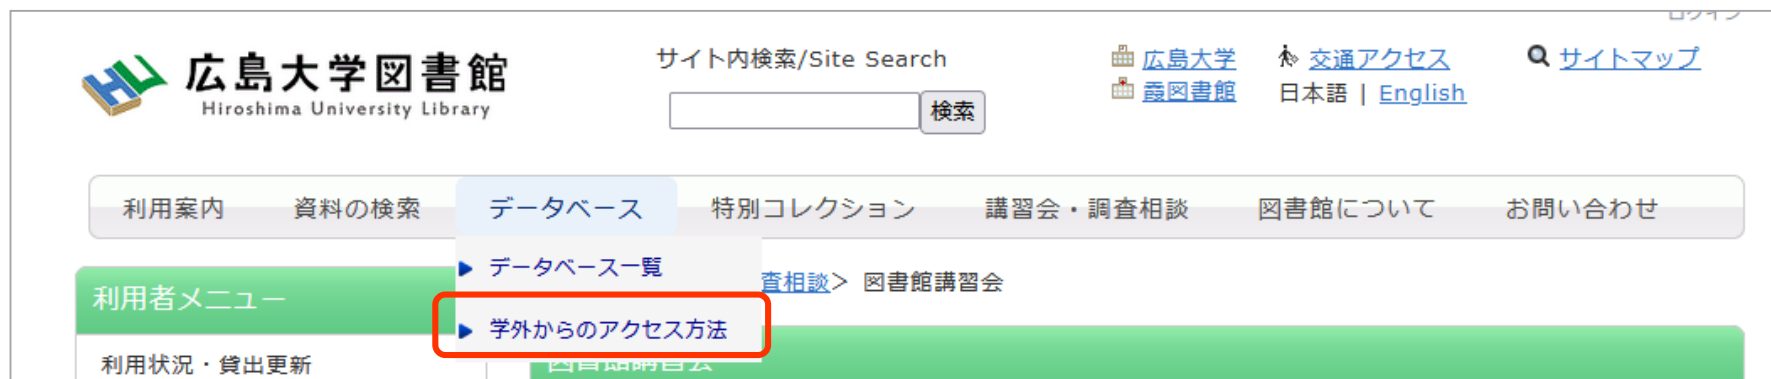 ログイン
広島大学図書館
Hiroshima University Library
サイト内検索/Site Search
検索
広島大学
霞図書館
交通アクセス
日本語 | English
サイトマップ
利用案内 資料の検索 データベース 特別コレクション 講習会・調査相談 図書館について お問い合わせ
データベース一覧
学外からのアクセス方法
査相談> 図書館講習会
利用者メニュー
利用状況・貸出更新
図書館講習会